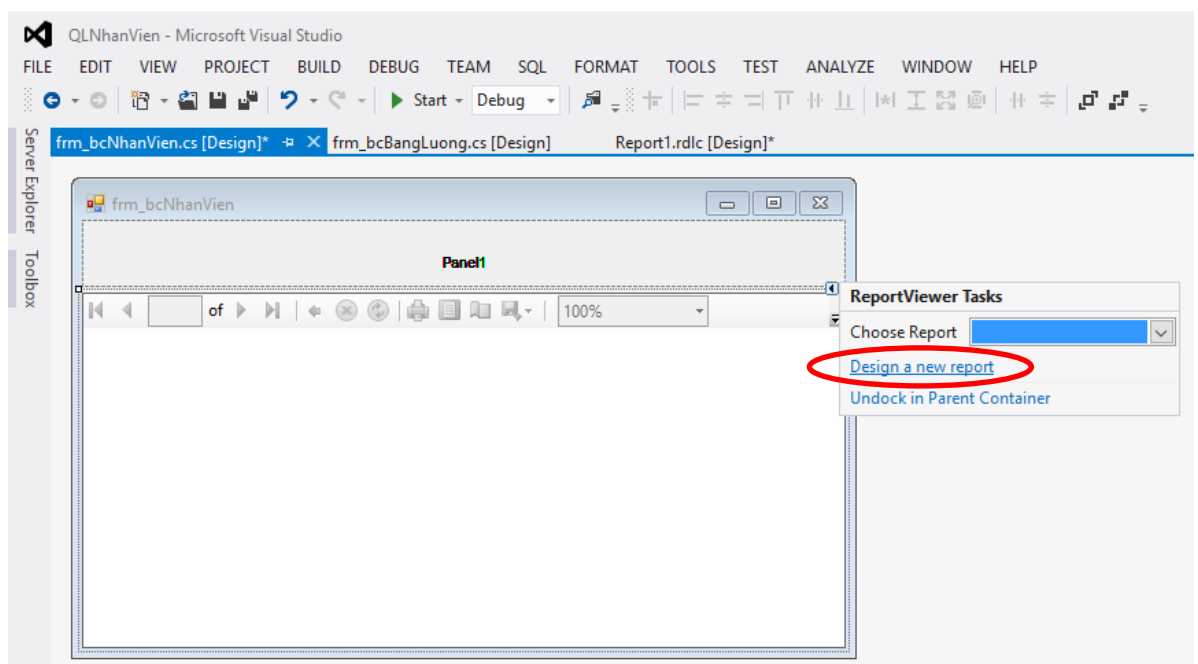 QLNhanVien - Microsoft Visual Studio
FILE EDIT VIEW PROJECT BUILD DEBUG TEAM SQL FORMAT TOOLS TEST ANALYZE WINDOW HELP
Start Debug
Server Explorer
Toolbox
frm_bcNhanVien.cs [Design]* frm_bcBangLuong.cs [Design] Report1.rdlc [Design]*
frm_bcNhanVien
Panel1
of 100%
ReportViewer Tasks
Choose Report
Design a new report
Undock in Parent Container